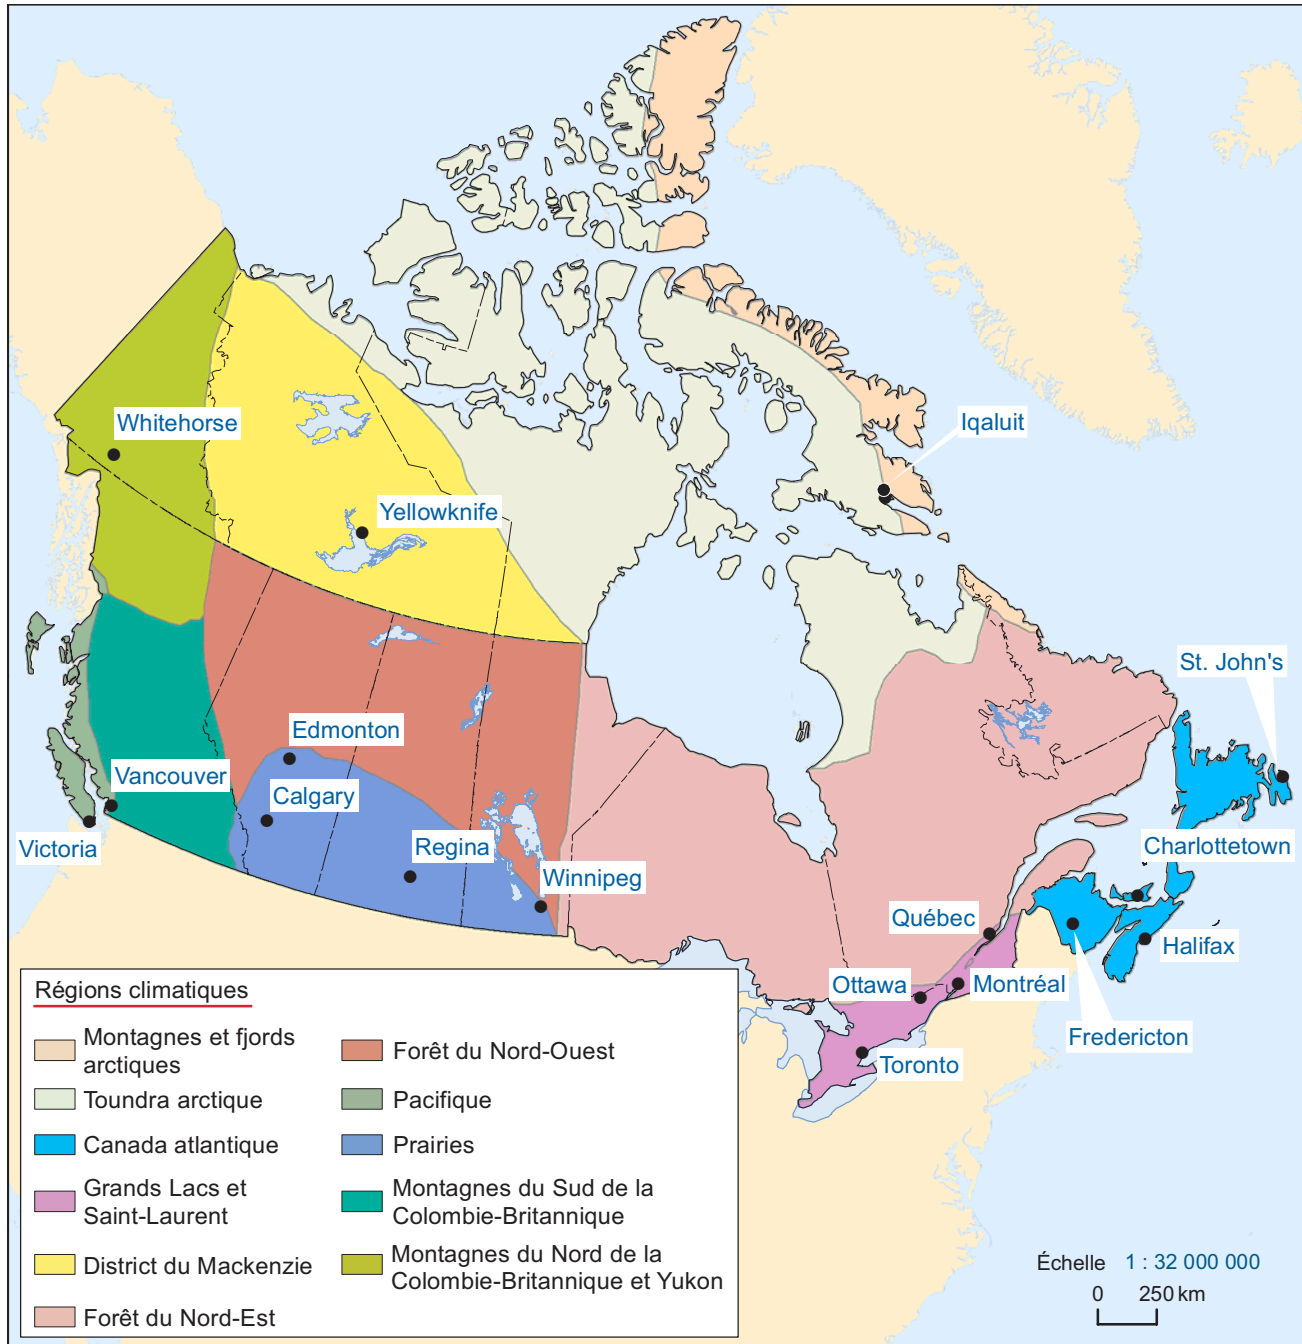 Whitehorse
Iqaluit
Yellowknife
St. John's
Edmonton
Vancouver
Calgary
Victoria
Regina
Charlottetown
Winnipeg
Québec
Halifax
Ottawa
Montréal
Fredericton
Toronto
Régions climatiques
Montagnes et fjords
arctiques
Toundra arctique
Canada atlantique
Grands Lacs et
Saint-Laurent
District du Mackenzie
Forêt du Nord-Est
Forêt du Nord-Ouest
Pacifique
Prairies
Montagnes du Sud de la
Colombie-Britannique
Montagnes du Nord de la
Colombie-Britannique et Yukon
Échelle 1 : 32 000 000
0 250 km